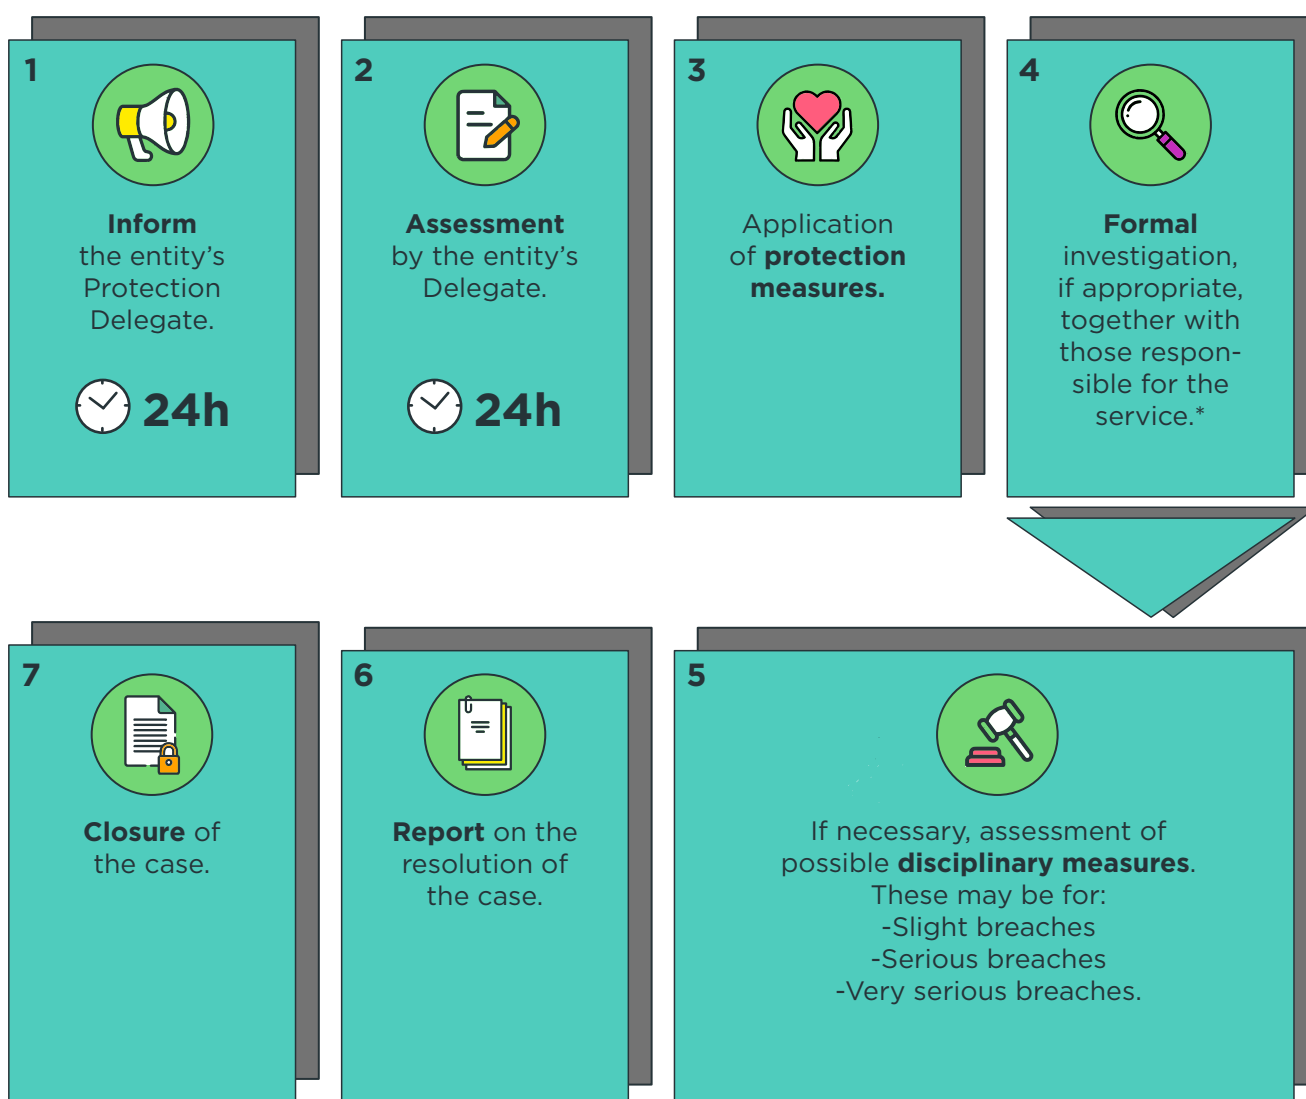 1
Inform
the entity’s
Protection
Delegate.
24h
2
Assessment
by the entity’s
Delegate.
24h
3
Application
of protection
measures.
4
Formal
investigation,
if appropriate,
together with
those respon-
sible for the
service.*
5
If necessary, assessment of
possible disciplinary measures.
These may be for:
-Slight breaches
-Serious breaches
-Very serious breaches.
6
Report on the
resolution of
the case.
7
Closure of
the case.